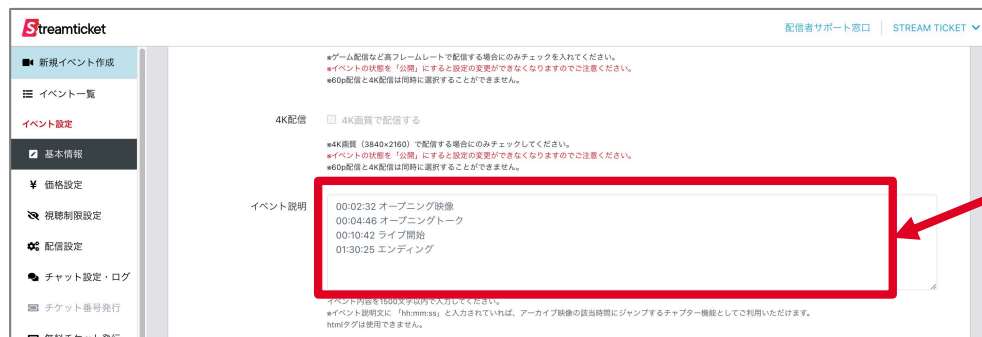 Streamticket
配信者サポート窓口
STREAM TICKET
新規イベント作成
イベント一覧
イベント設定
基本情報
価格設定
視聴制限設定
配信設定
チャット設定・ログ
チケット番号発行
※ゲーム配信など高フレームレートで配信する場合にのみチェックを入れてください。
※イベントの状態を「公開」にすると設定の変更ができなくなりますのでご注意ください。
※60p配信と4K配信は同時に選択することができません。
4K配信
4K画質で配信する
※4K画質（3840×2160）で配信する場合にのみチェックしてください。
※イベントの状態を「公開」にすると設定の変更ができなくなりますのでご注意ください。
※60p配信と4K配信は同時に選択することができません。
イベント説明
00:02:32 オープニング映像
00:04:46 オープニングトーク
00:10:42 ライブ開始
01:30:25 エンディング
イベント内容を1500文字以内で入力してください。
※イベント説明文に 「hh:mm:ss」と入力されていれば、アーカイブ映像の該当時間にジャンプするチャプター機能としてご利用いただけます。
htmlタグは使用できません。